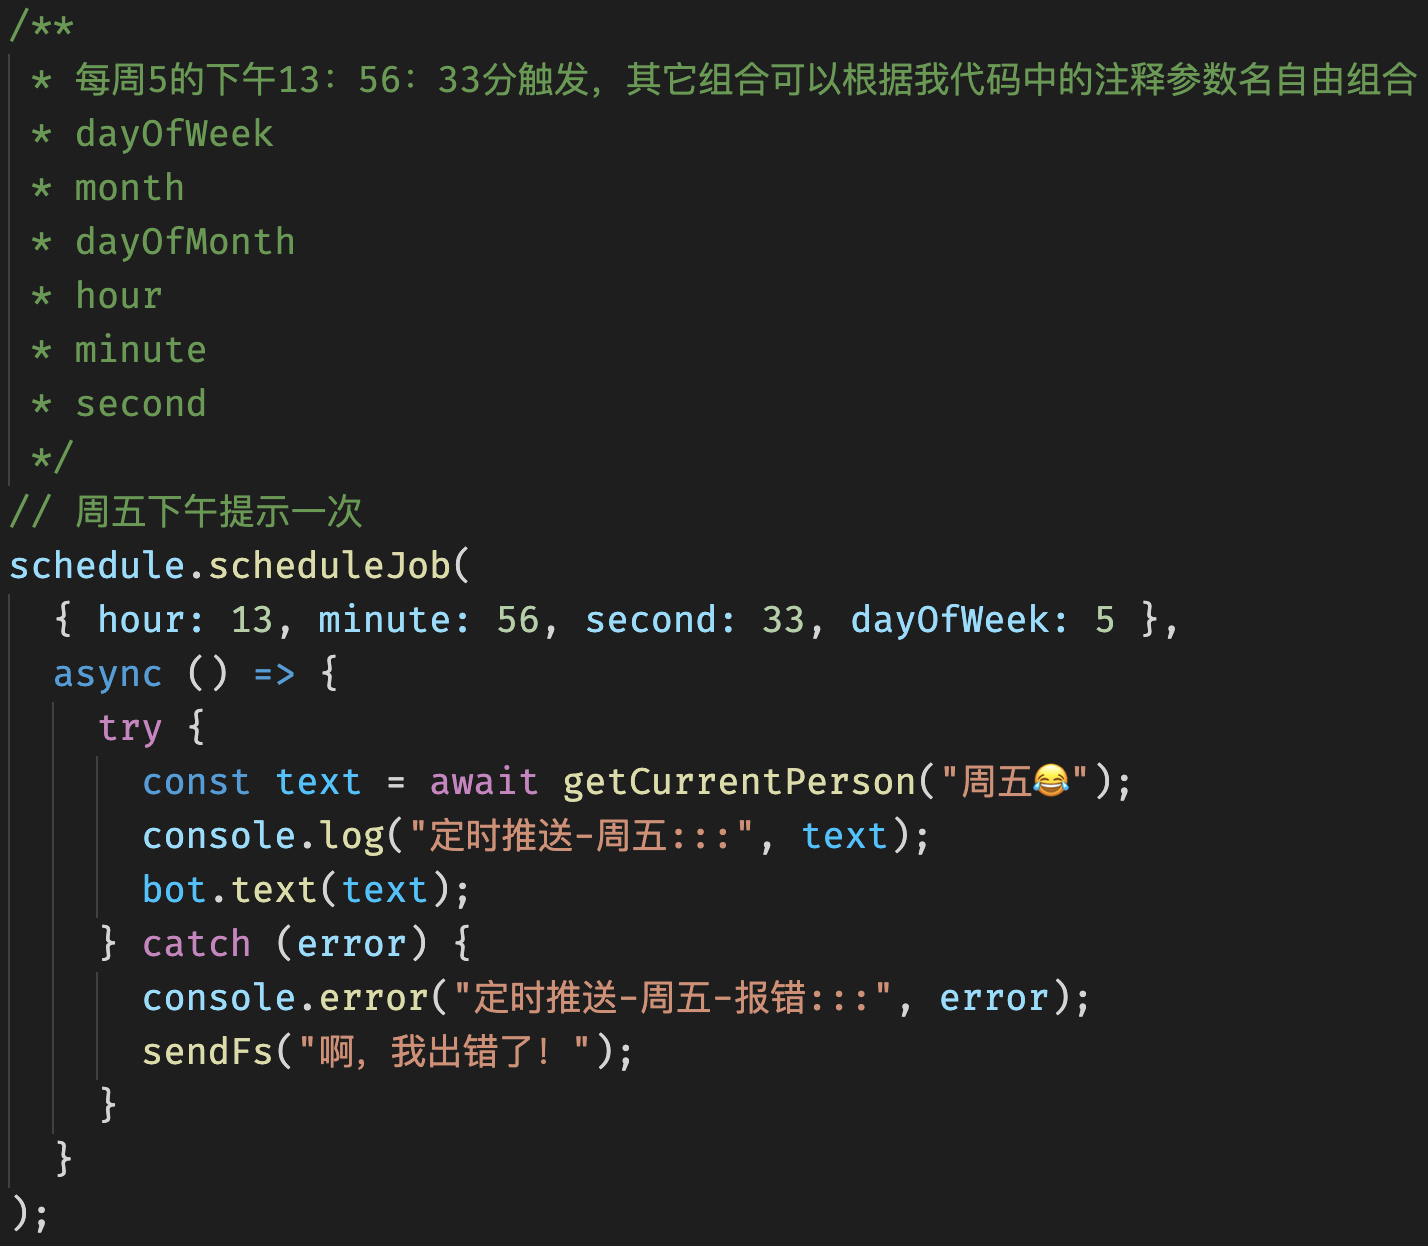 /**
 * 每周5的下午13：56：33分触发，其它组合可以根据我代码中的注释参数名自由组合
 * dayOfWeek
 * month
 * dayOfMonth
 * hour
 * minute
 * second
 */
// 周五下午提示一次
schedule.scheduleJob(
  { hour: 13, minute: 56, second: 33, dayOfWeek: 5 },
  async () => {
    try {
      const text = await getCurrentPerson("周五😂");
      console.log("定时推送-周五:::", text);
      bot.text(text);
    } catch (error) {
      console.error("定时推送-周五-报错:::", error);
      sendFs("啊，我出错了！");
    }
  }
);